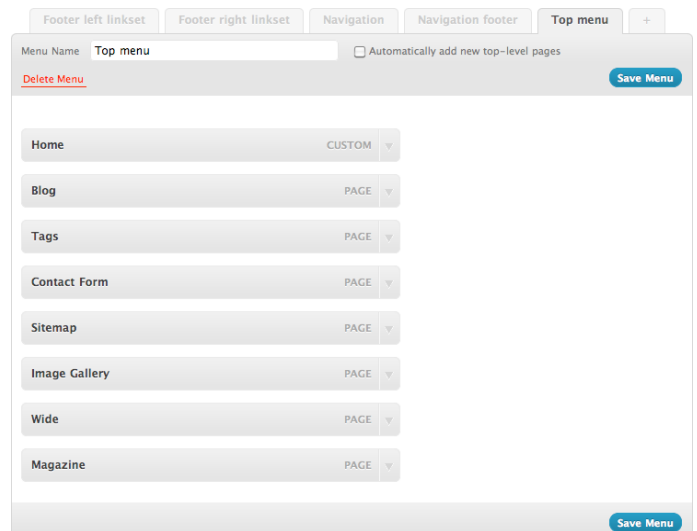 Footer left linkset Footer right linkset Navigation Navigation footer Top menu +
Menu Name Top menu Automatically add new top-level pages
Delete Menu Save Menu
Home CUSTOM
Blog PAGE
Tags PAGE
Contact Form PAGE
Sitemap PAGE
Image Gallery PAGE
Wide PAGE
Magazine PAGE
Save Menu